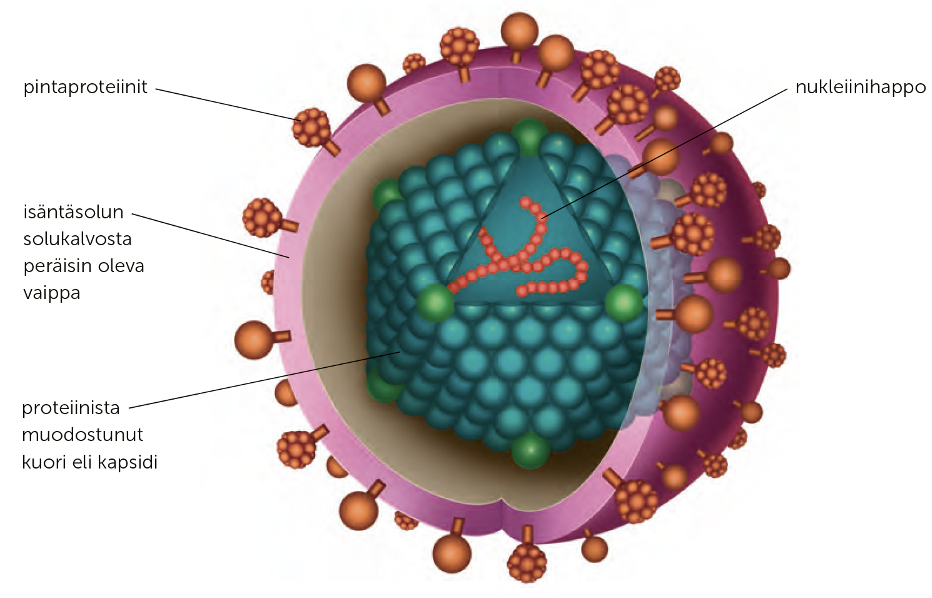 pintaproteiinit
nukleiinihappo
isäntäsolun
solukalvosta
peräisin oleva
vaippa
proteiinista
muodostunut
kuori eli kapsidi